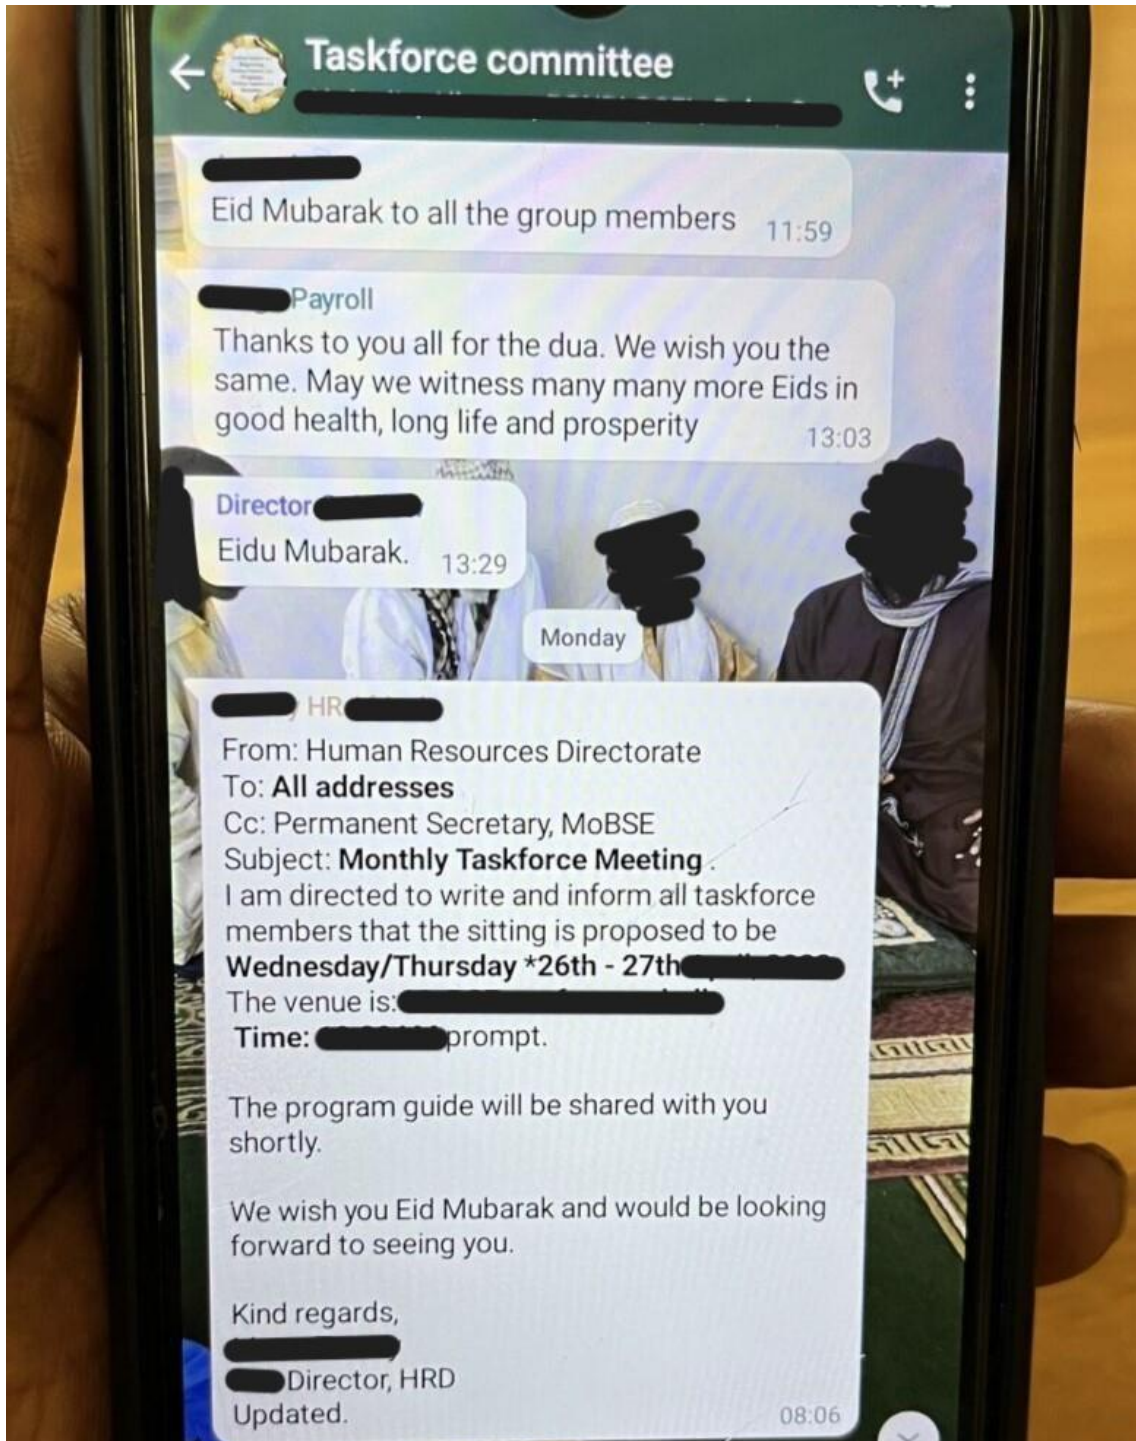 Taskforce committee
Eid Mubarak to all the group members 11:59
Payroll
Thanks to you all for the dua. We wish you the
same. May we witness many many more Eids in
good health, long life and prosperity 13:03
Director
Eidu Mubarak. 13:29
Monday
HR
From: Human Resources Directorate
To: All addresses
Cc: Permanent Secretary, MoBSE
Subject: Monthly Taskforce Meeting .
I am directed to write and inform all taskforce
members that the sitting is proposed to be
Wednesday/Thursday *26th - 27th
The venue is:
Time: prompt.
The program guide will be shared with you
shortly.
We wish you Eid Mubarak and would be looking
forward to seeing you.
Kind regards,
Director, HRD
Updated. 08:06